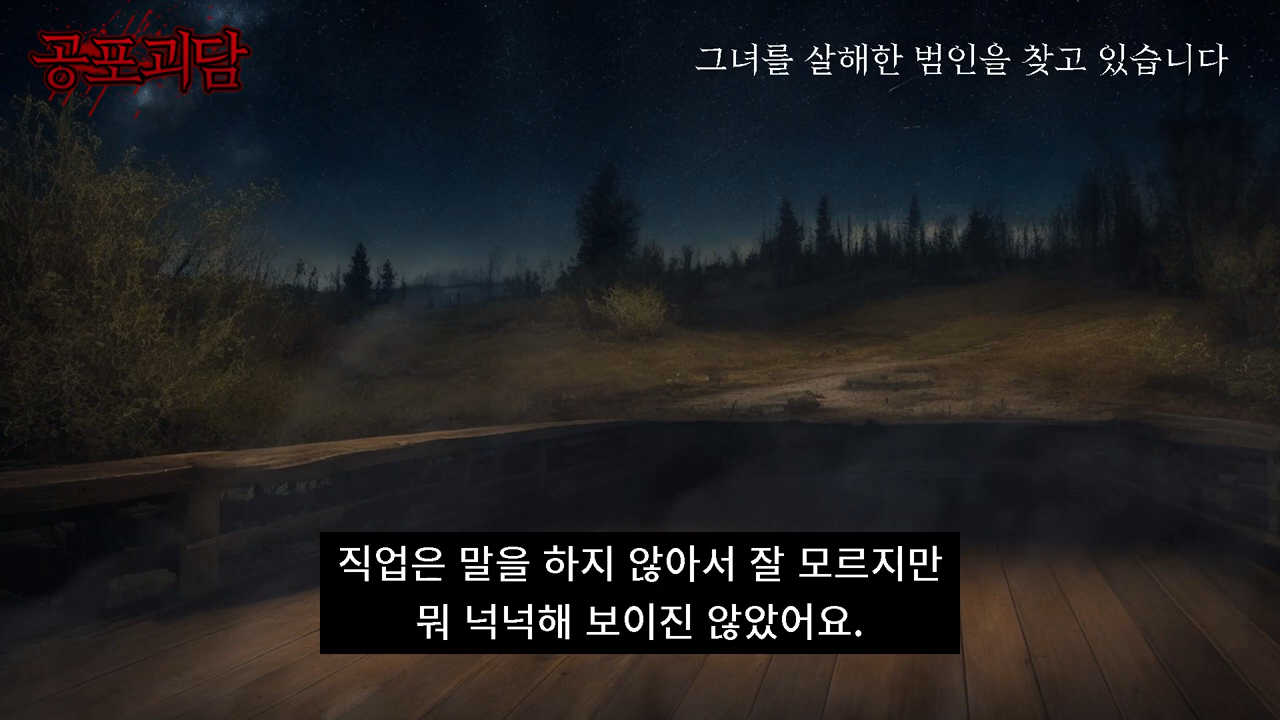 공포괴담
그녀를 살해한 범인을 찾고 있습니다
직업은 말을 하지 않아서 잘 모르지만
뭐 넉넉해 보이진 않았어요.